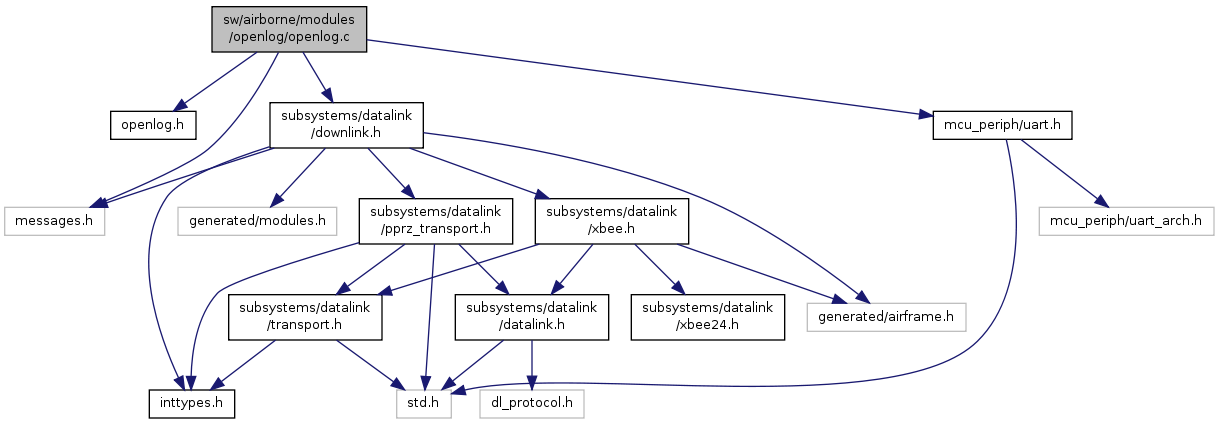 sw/airborne/modules
/openlog/openlog.c
openlog.h
subsystems/datalink
/downlink.h
mcu_periph/uart.h
messages.h
generated/modules.h
subsystems/datalink
/pprz_transport.h
subsystems/datalink
/xbee.h
mcu_periph/uart_arch.h
subsystems/datalink
/transport.h
subsystems/datalink
/datalink.h
subsystems/datalink
/xbee24.h
generated/airframe.h
inttypes.h
std.h
dl_protocol.h